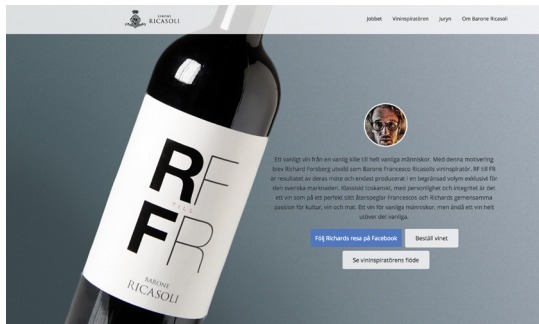 BARONE
RICASOLI
Jobbet
Vininspiratören
Juryn
Om Barone Ricasoli
RF
TILL
FR
BARONE
RICASOLI
Ett vanligt vin från en vanlig kille till helt vanliga människor. Med denna motivering
blev Richard Forsberg utsold som Barone Francesco Ricasolis vininspiratör. RF till FR
är resultatet av deras möte och endast producerat i en begränsad volym exklusivt för
den svenska marknaden. Klassiskt toskanskt, med personlighet och integritet är det
ett vin som på ett perfekt sätt återspeglar Francescos och Richards gemensamma
passion för kultur, vin och mat. Ett vin för vanliga människor, men ändå ett vin helt
utöver det vanliga.
Följ Richards resa på Facebook
Beställ vinet
Se vininspiratörens flöde